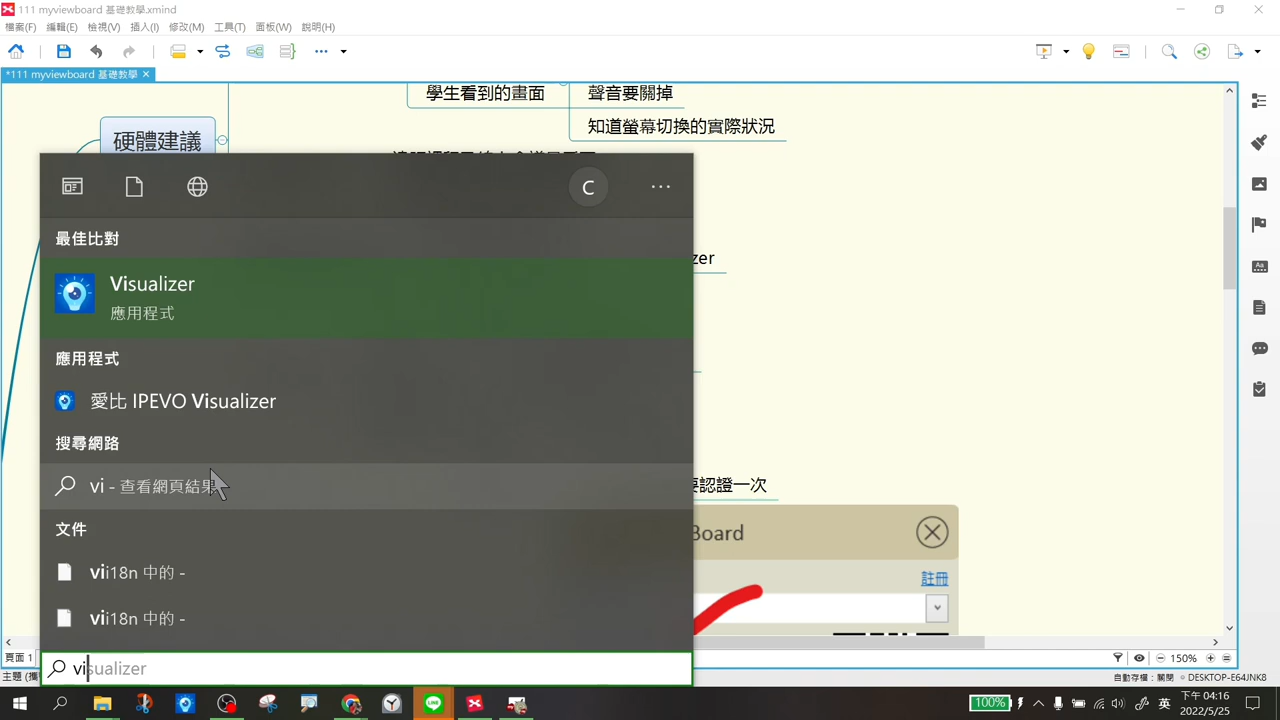 111 myviewboard 基礎教學.xmind
檔案(F) 編輯(E) 檢視(V) 插入(I) 修改(M) 工具(T) 面板(W) 說明(H)
*111 myviewboard 基礎教學
學生看到的畫面
聲音要關掉
知道螢幕切換的實際狀況
硬體建議
C
最佳比對
Visualizer
應用程式
zer
應用程式
愛比 IPEVO Visualizer
搜尋網路
vi - 查看網頁結果
要認證一次
文件
Board
vii18n 中的 -
註冊
vii18n 中的 -
visualizer
頁面 1
150%
主題 (攜
自動存檔：關閉
DESKTOP-E64JNK8
100%
英
下午 04:16
2022/5/25